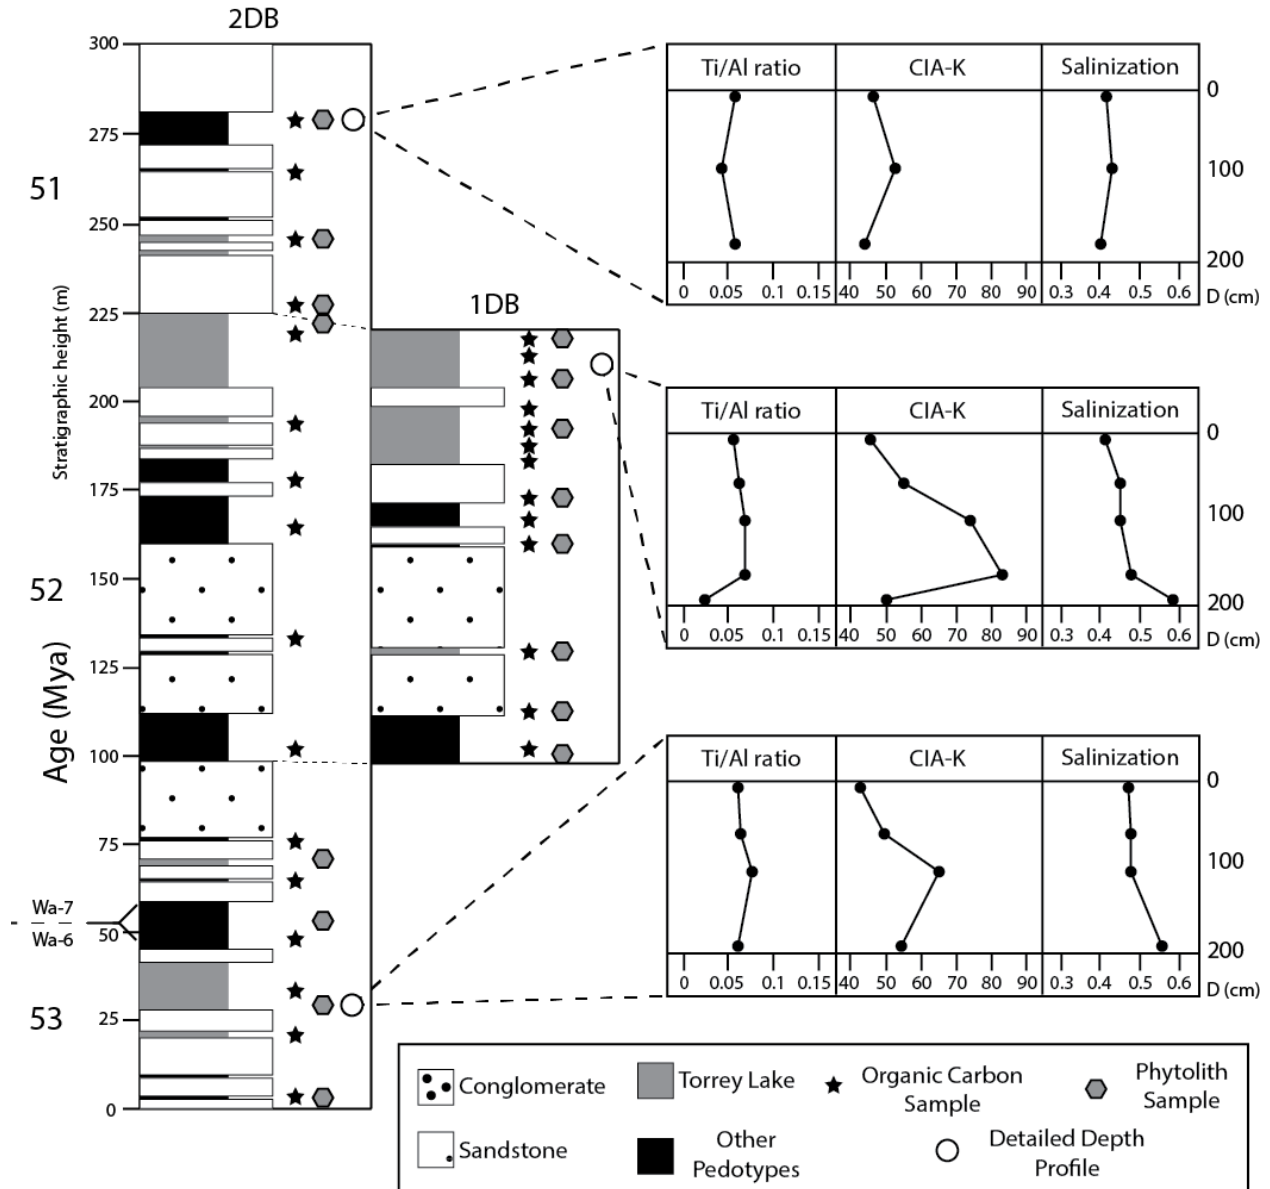 2DB
300
275
250
225
200
175
150
125
100
75
50
25
0
Stratigraphic height (m)
51
52
53
Age (Mya)
Wa-7
Wa-6
1DB
Ti/Al ratio CIA-K Salinization
0
100
200
0 0.05 0.1 0.15 40 50 60 70 80 90 0.3 0.4 0.5 0.6 D (cm)
Ti/Al ratio CIA-K Salinization
0
100
200
0 0.05 0.1 0.15 40 50 60 70 80 90 0.3 0.4 0.5 0.6 D (cm)
Ti/Al ratio CIA-K Salinization
0
100
200
0 0.05 0.1 0.15 40 50 60 70 80 90 0.3 0.4 0.5 0.6 D (cm)
Conglomerate
Torrey Lake
Organic Carbon
Sample
Phytolith
Sample
Sandstone
Other
Pedotypes
Detailed Depth
Profile